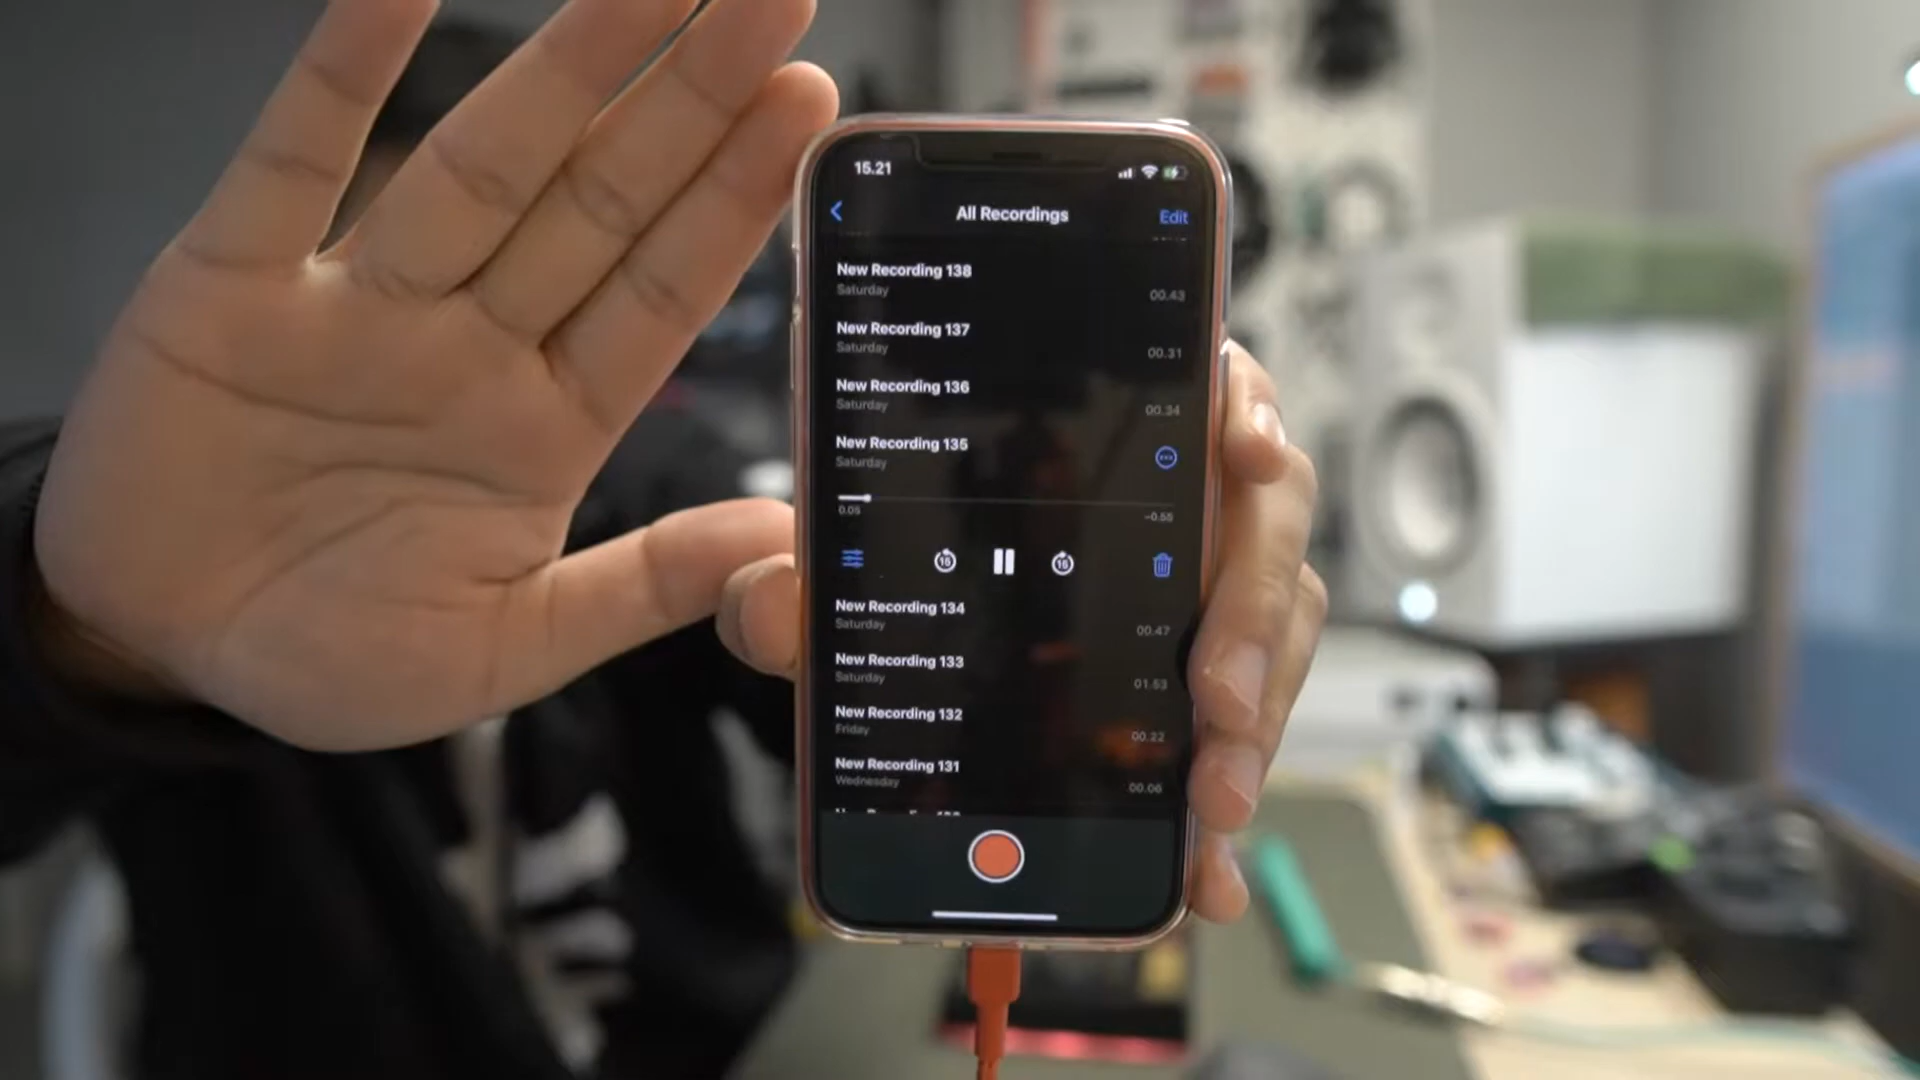 15.21
All Recordings
Edit
New Recording 138
Saturday
00.43
New Recording 137
Saturday
00.31
New Recording 136
Saturday
00.34
New Recording 135
Saturday
0.05
-0.55
15
15
New Recording 134
Saturday
00.47
New Recording 133
Saturday
01.53
New Recording 132
Friday
00.22
New Recording 131
Wednesday
00.06